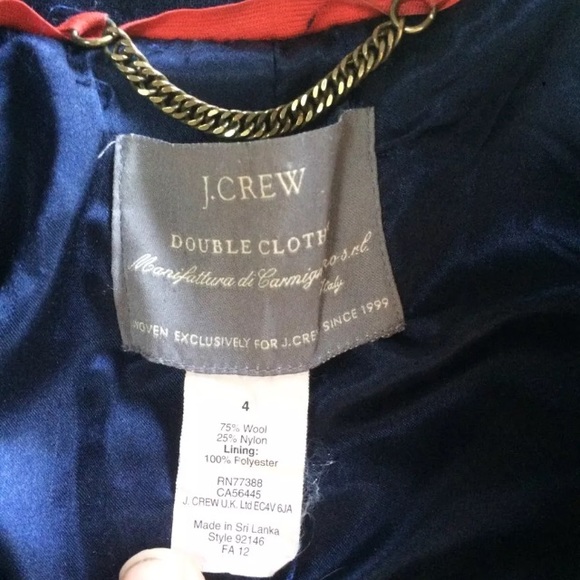 J.CREW
DOUBLE CLOTH
Manifattura di Carmignano s.r.l.
Italy
WOVEN EXCLUSIVELY FOR J.CREW SINCE 1999
4
75% Wool
25% Nylon
Lining:
100% Polyester
RN77388
CA56445
J. CREW U.K. Ltd EC4V 6JA
Made in Sri Lanka
Style 92146
FA 12